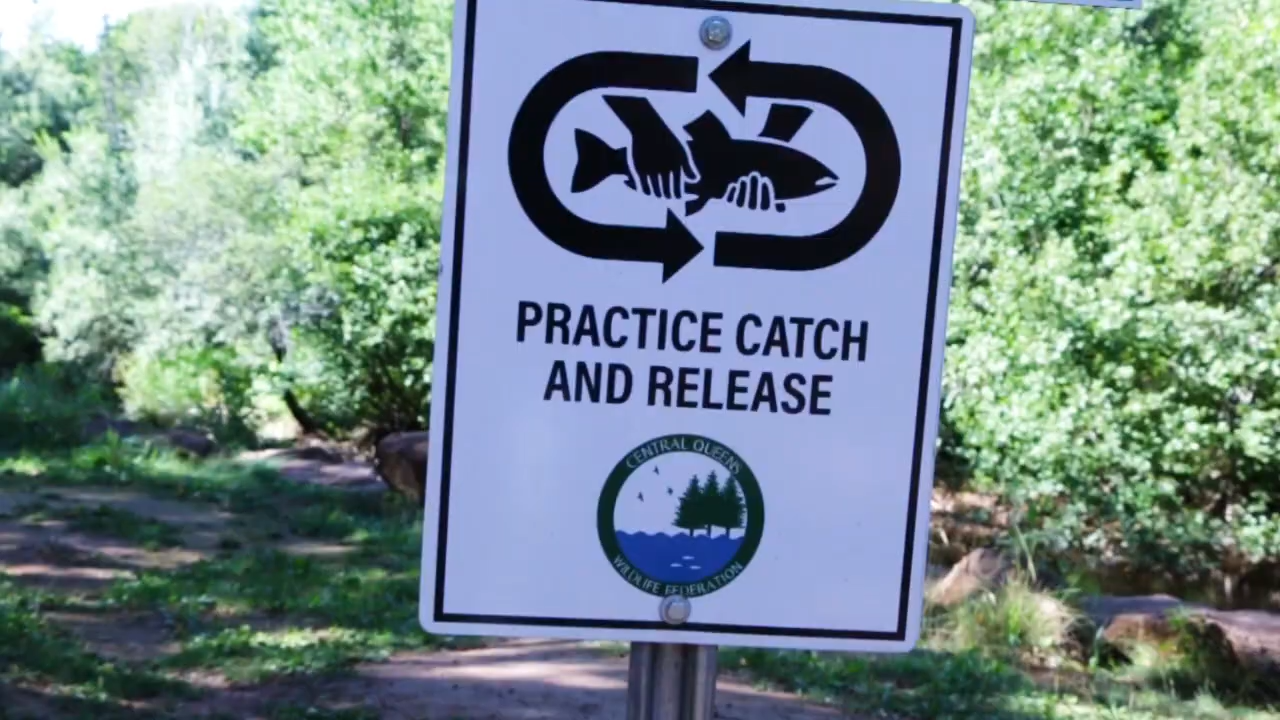 PRACTICE CATCH
AND RELEASE
CENTRAL QUEENS
WILDLIFE FEDERATION